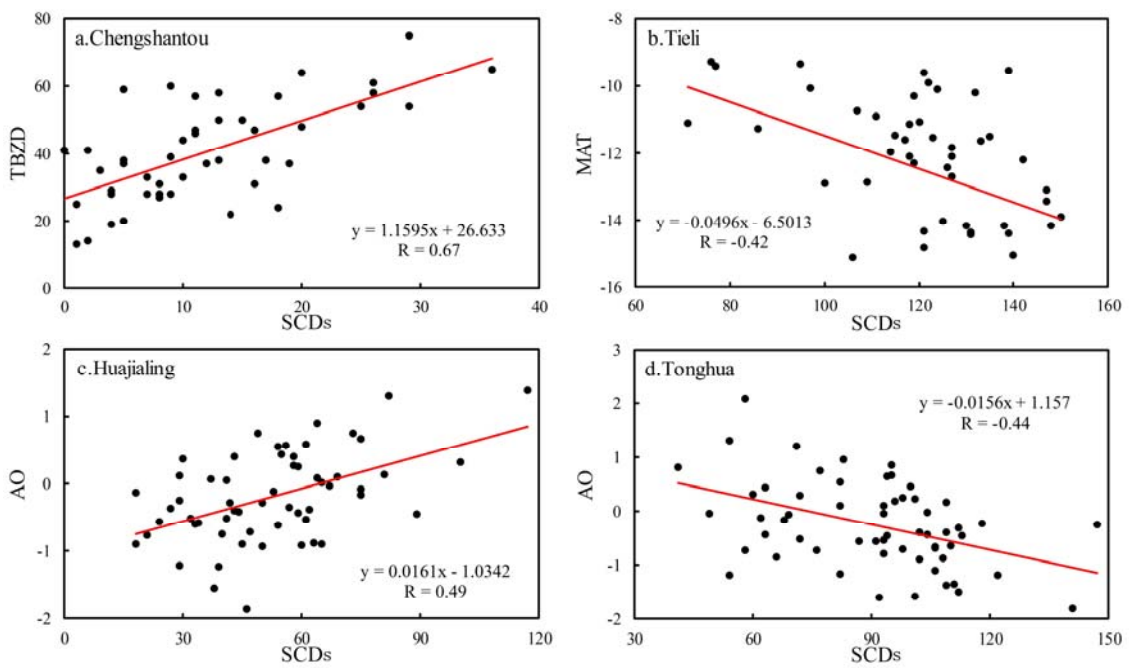 a.Chengshantou
TBZD
80
60
40
20
0
0 10 20 30 40
SCDs
y = 1.1595x + 26.633
R = 0.67
b.Tieli
MAT
-8
-10
-12
-14
-16
60 80 100 120 140 160
SCDs
y = -0.0496x - 6.5013
R = -0.42
c.Huajialing
AO
2
1
0
-1
-2
0 30 60 90 120
SCDs
y = 0.0161x - 1.0342
R = 0.49
d.Tonghua
AO
3
2
1
0
-1
-2
30 60 90 120 150
SCDs
y = -0.0156x + 1.157
R = -0.44